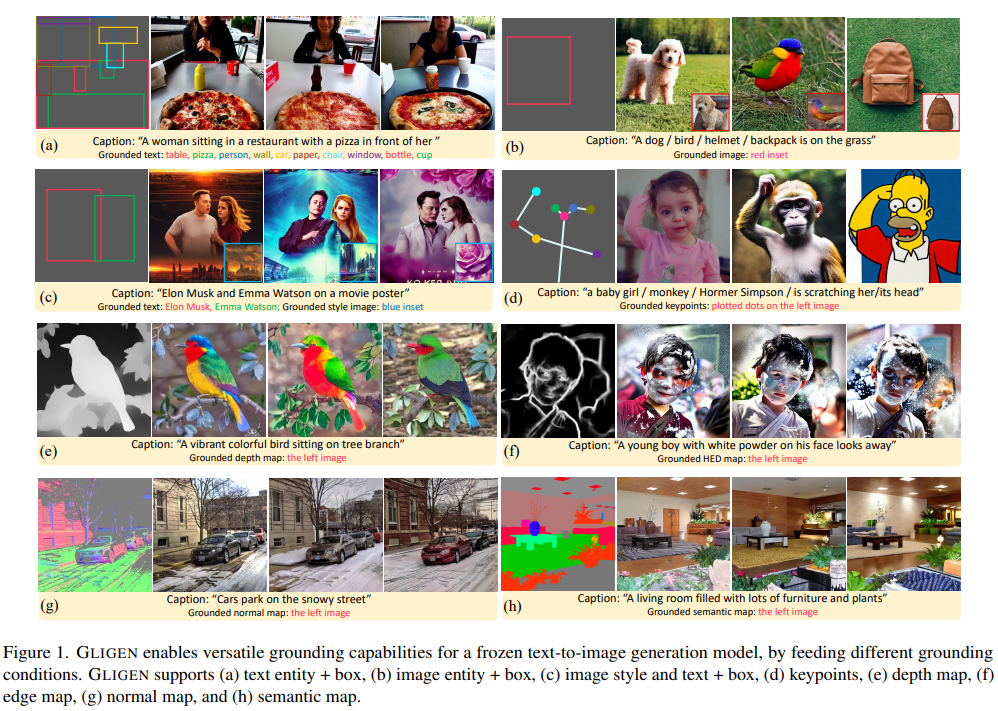 (a)
Caption: “A woman sitting in a restaurant with a pizza in front of her ”
Grounded text: table, pizza, person, wall, car, paper, chair, window, bottle, cup
(b)
Caption: “A dog / bird / helmet / backpack is on the grass”
Grounded image: red inset
(c)
Caption: “Elon Musk and Emma Watson on a movie poster”
Grounded text: Elon Musk, Emma Watson; Grounded style image: blue inset
(d)
Caption: “a baby girl / monkey / Hormer Simpson / is scratching her/its head”
Grounded keypoints: plotted dots on the left image
(e)
Caption: “A vibrant colorful bird sitting on tree branch”
Grounded depth map: the left image
(f)
Caption: “A young boy with white powder on his face looks away”
Grounded HED map: the left image
(g)
Caption: “Cars park on the snowy street”
Grounded normal map: the left image
(h)
Caption: “A living room filled with lots of furniture and plants”
Grounded semantic map: the left image
Figure 1. GLIGEN enables versatile grounding capabilities for a frozen text-to-image generation model, by feeding different grounding
conditions. GLIGEN supports (a) text entity + box, (b) image entity + box, (c) image style and text + box, (d) keypoints, (e) depth map, (f)
edge map, (g) normal map, and (h) semantic map.